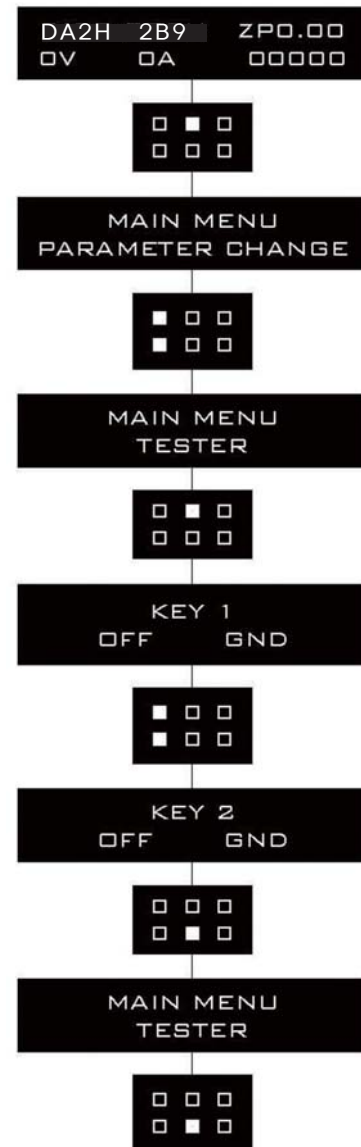 DA2H 2B9 ZP0.00
0V 0A 00000
MAIN MENU
PARAMETER CHANGE
MAIN MENU
TESTER
KEY 1
OFF GND
KEY 2
OFF GND
MAIN MENU
TESTER